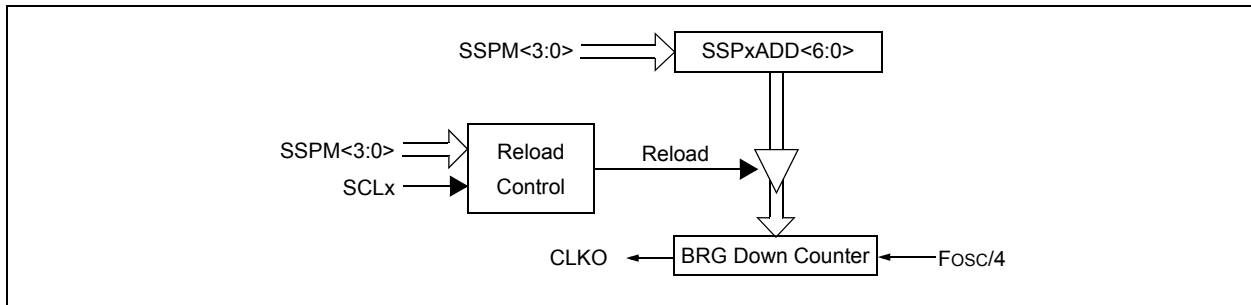 SSPM<3:0>
SSPxADD<6:0>
SSPM<3:0>
SCLx
Reload
Control
Reload
CLKO
BRG Down Counter
FOSC/4